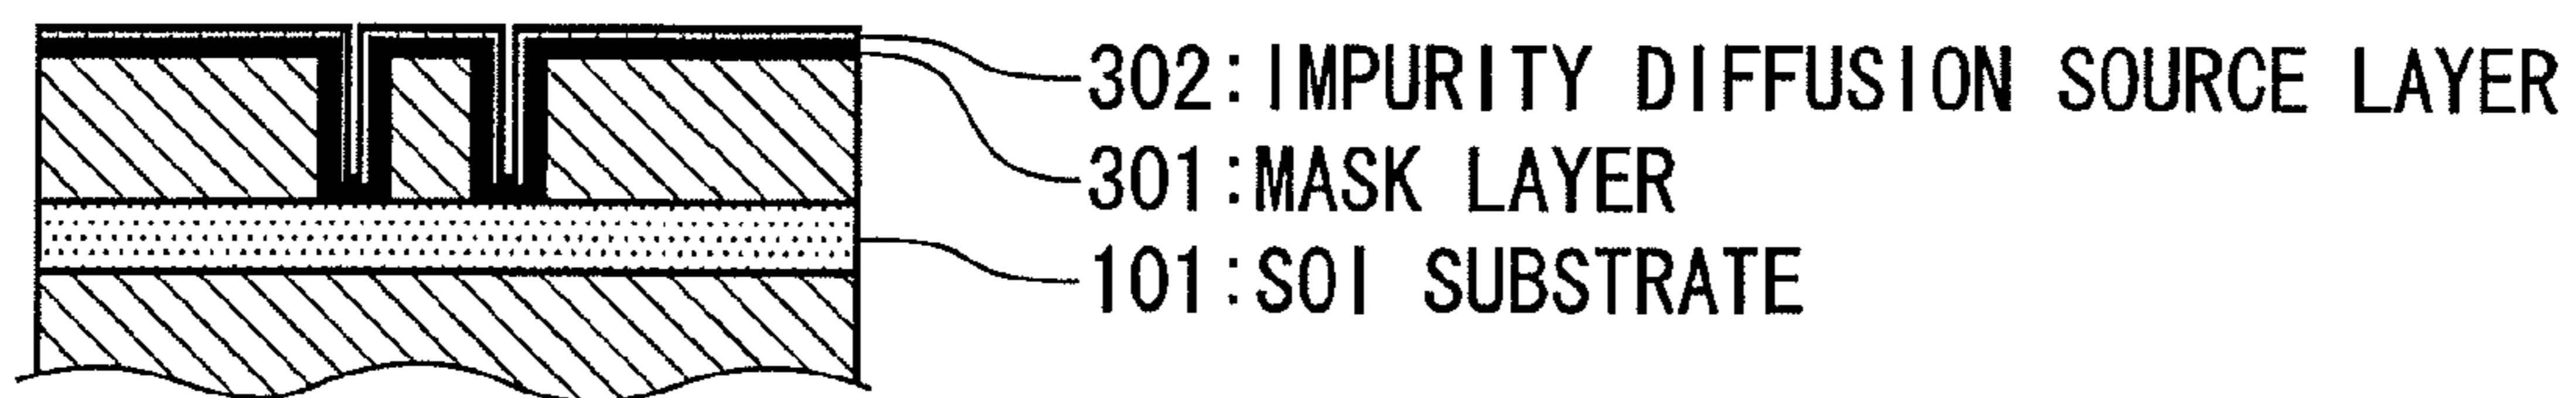 302:IMPURITY DIFFUSION SOURCE LAYER
301:MASK LAYER
101:SOI SUBSTRATE